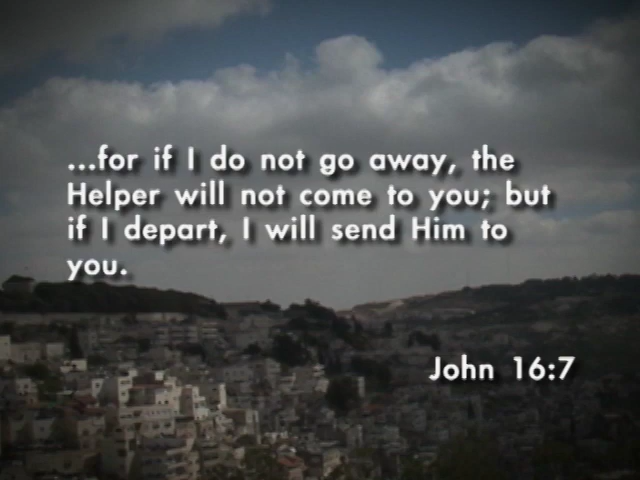 ...for if I do not go away, the
Helper will not come to you; but
if I depart, I will send Him to
you.
John 16:7